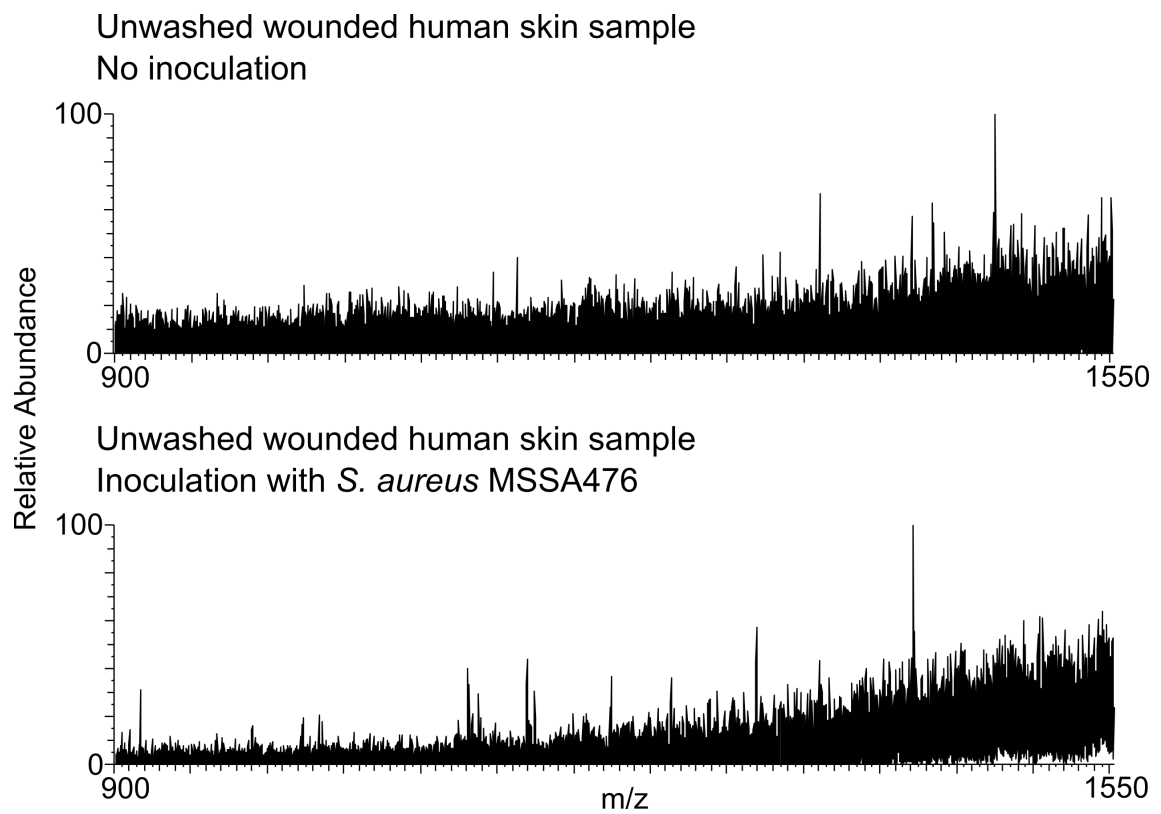 Unwashed wounded human skin sample
No inoculation
100
0
900
1550
Relative Abundance
Unwashed wounded human skin sample
Inoculation with S. aureus MSSA476
100
0
900
m/z
1550